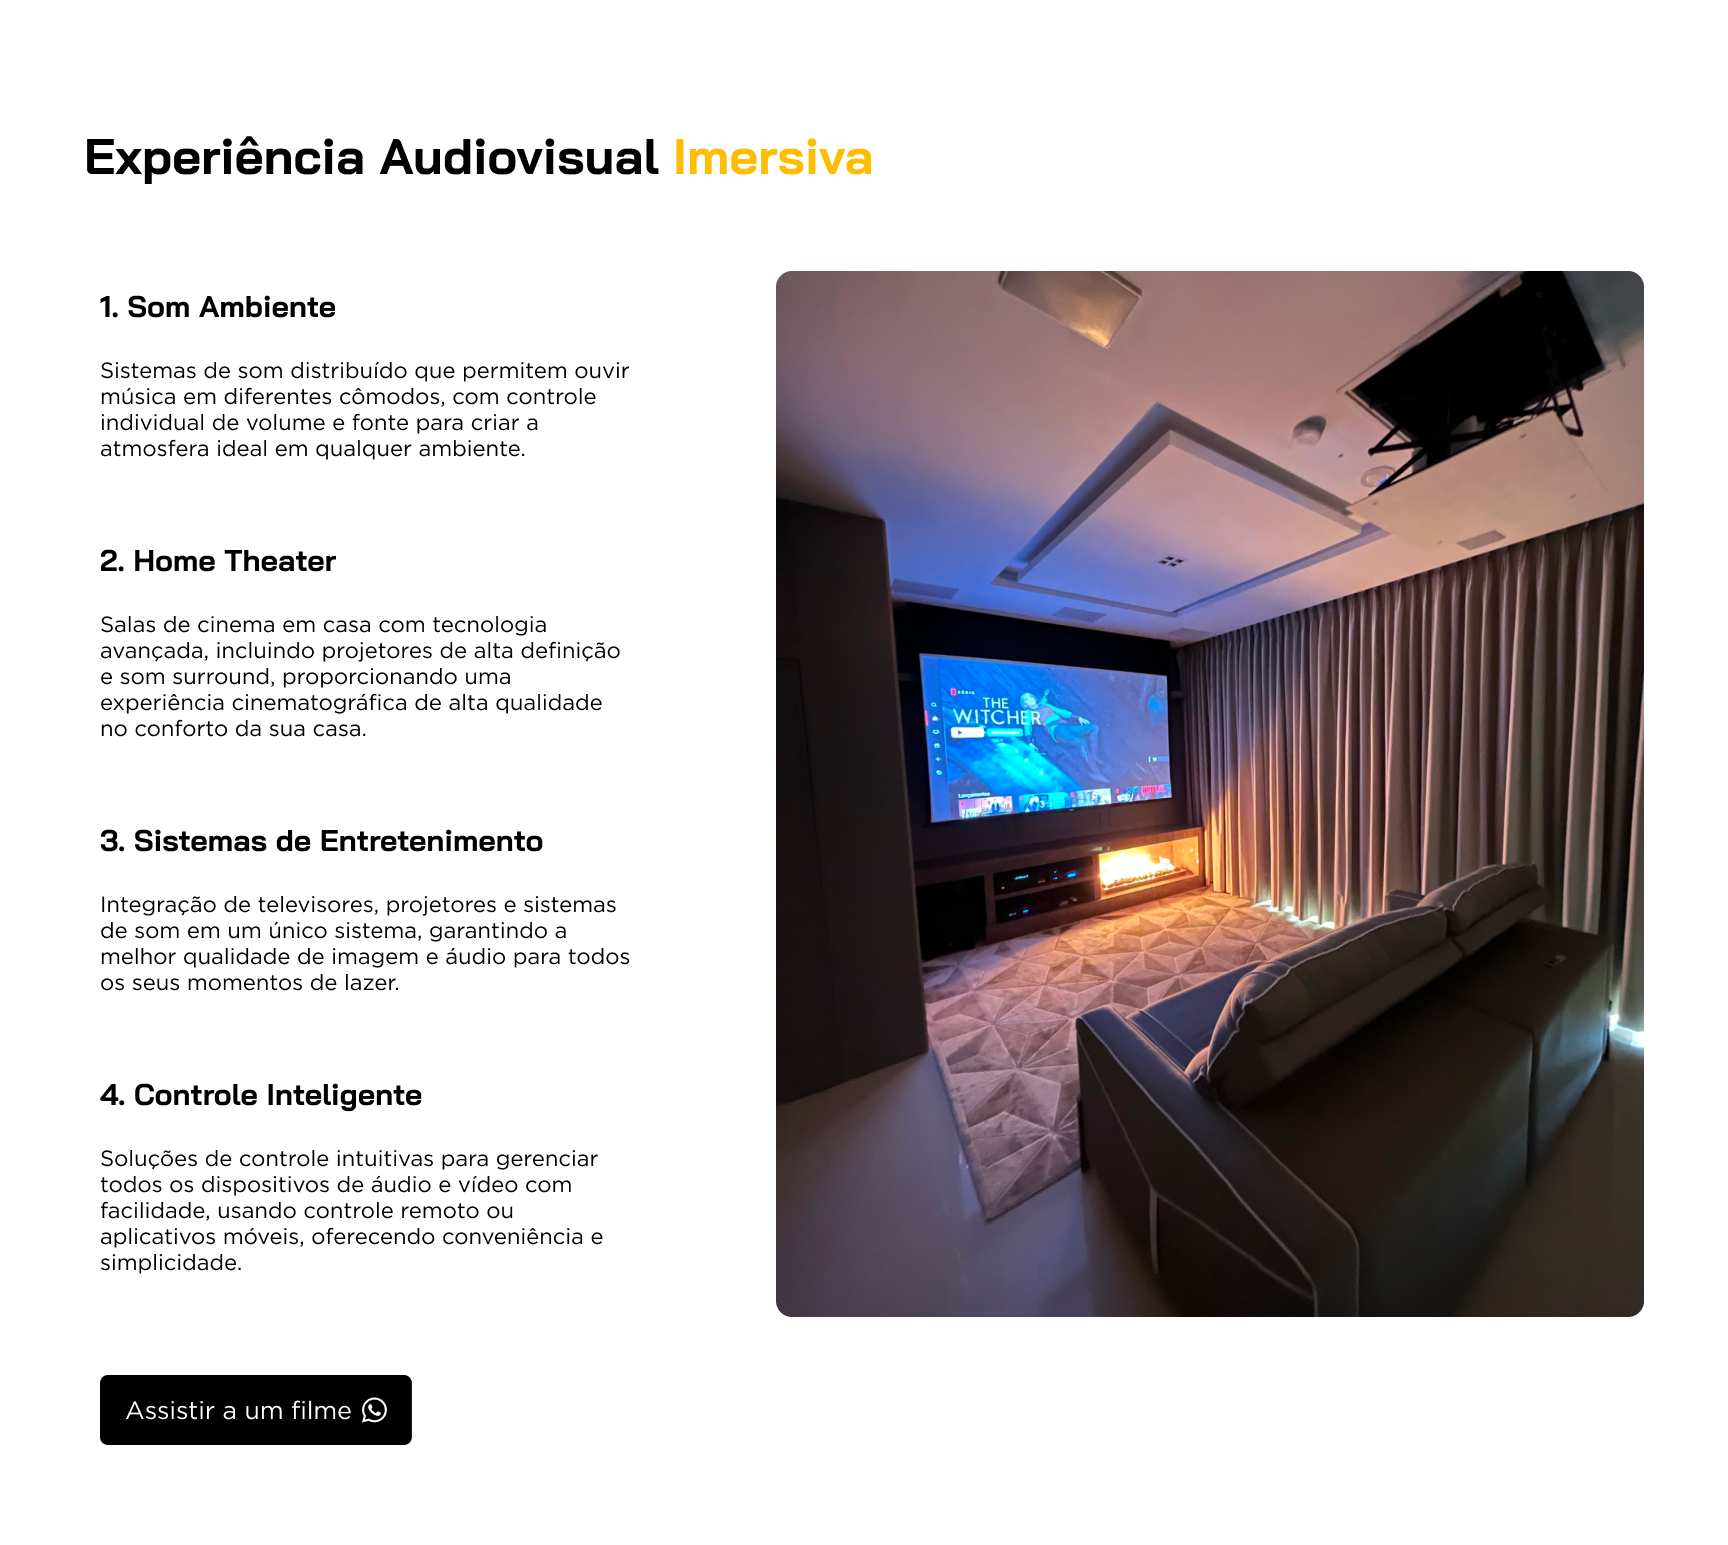 Experiência Audiovisual Imersiva
1. Som Ambiente
Sistemas de som distribuído que permitem ouvir
música em diferentes cômodos, com controle
individual de volume e fonte para criar a
atmosfera ideal em qualquer ambiente.
2. Home Theater
Salas de cinema em casa com tecnologia
avançada, incluindo projetores de alta definição
e som surround, proporcionando uma
experiência cinematográfica de alta qualidade
no conforto da sua casa.
3. Sistemas de Entretenimento
Integração de televisores, projetores e sistemas
de som em um único sistema, garantindo a
melhor qualidade de imagem e áudio para todos
os seus momentos de lazer.
4. Controle Inteligente
Soluções de controle intuitivas para gerenciar
todos os dispositivos de áudio e vídeo com
facilidade, usando controle remoto ou
aplicativos móveis, oferecendo conveniência e
simplicidade.
Assistir a um filme
SÉRIE
THE
WITCHER
Lançamentos